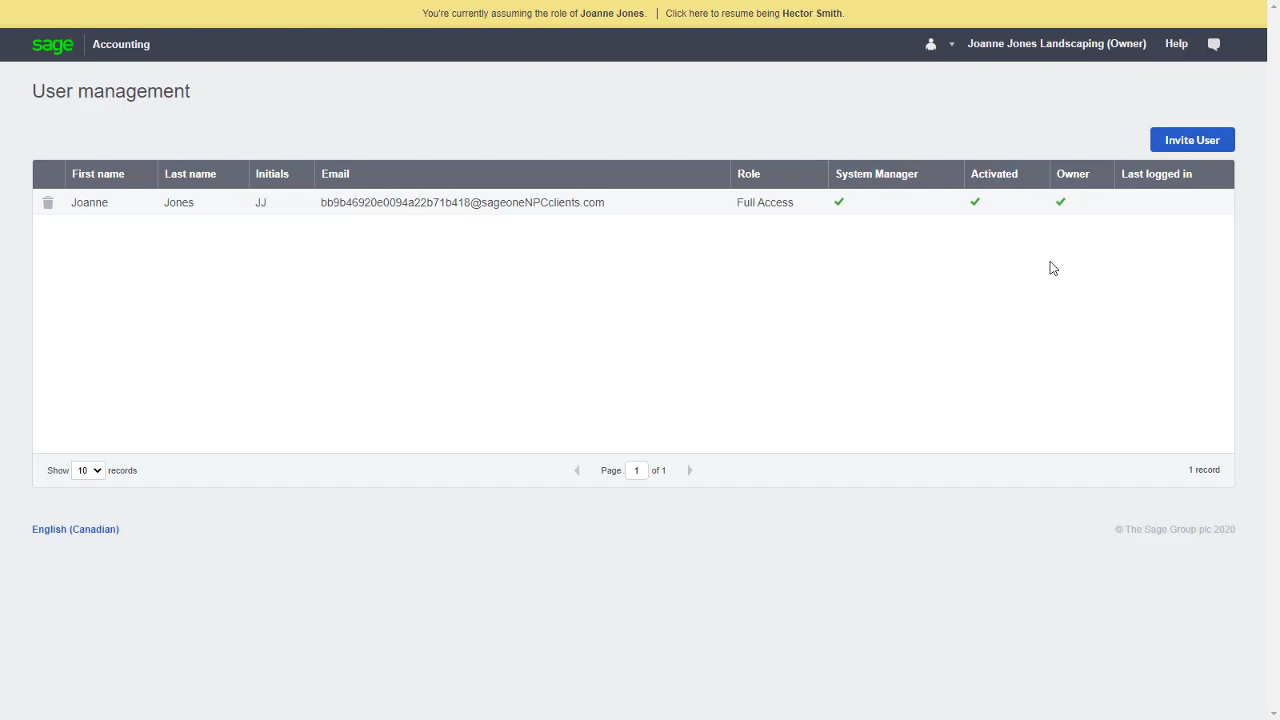 You're currently assuming the role of Joanne Jones. | Click here to resume being Hector Smith.
sage Accounting Joanne Jones Landscaping (Owner) Help
User management
Invite User
First name Last name Initials Email Role System Manager Activated Owner Last logged in
Joanne Jones JJ bb9b46920e0094a22b71b418@sageoneNPCclients.com Full Access
Show 10 records Page 1 of 1 1 record
English (Canadian) © The Sage Group plc 2020